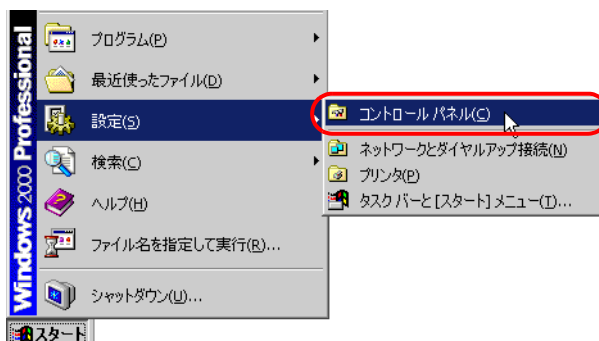 Windows 2000 Professional
プログラム(P)
最近使ったファイル(D)
設定(S)
検索(C)
ヘルプ(H)
ファイル名を指定して実行(R)...
シャットダウン(U)...
スタート
コントロール パネル(C)
ネットワークとダイヤルアップ接続(N)
プリンタ(P)
タスク バーと [スタート] メニュー(T)...